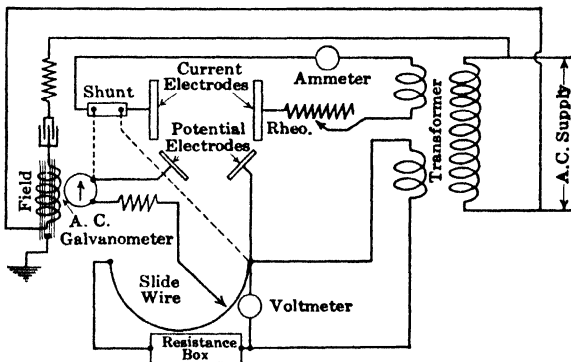 Shunt
Current
Electrodes
Ammeter
Rheo.
Potential
Electrodes
Transformer
A.C. Supply
Field
A. C.
Galvanometer
Slide
Wire
Voltmeter
Resistance
Box